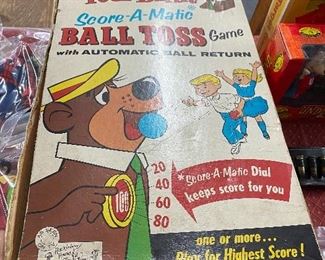 Score-A-Matic
BALL TOSS Game
with AUTOMATIC BALL RETURN
20
40
60
80
*Score-A-Matic Dial
keeps score for you
one or more...
Play for Highest Score!